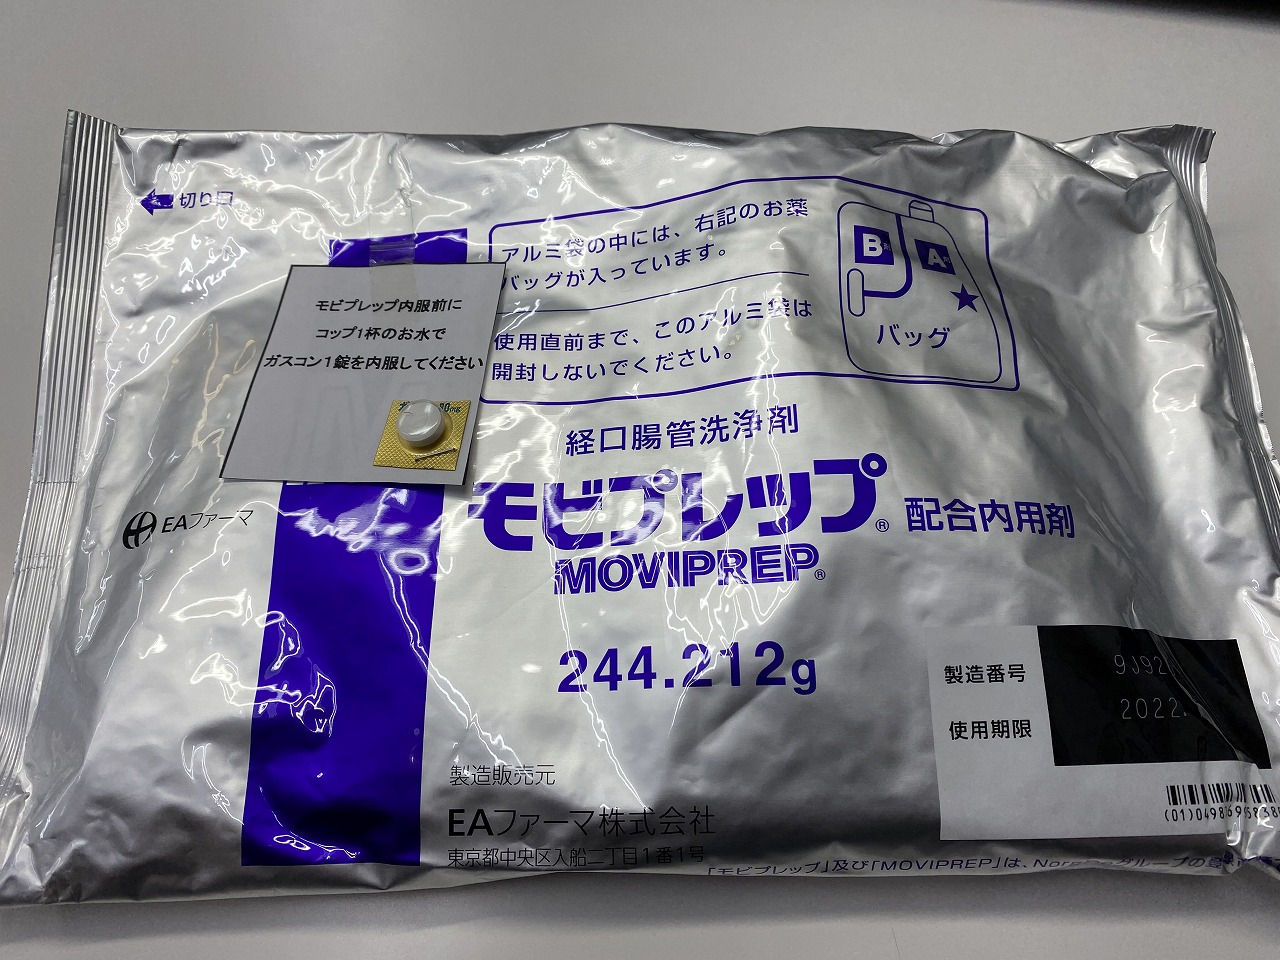 切り口
アルミ袋の中には、右記のお薬
バッグが入っています。
使用直前まで、このアルミ袋は
開封しないでください。
B剤
A剤
バッグ
モビプレップ内服前に
コップ1杯のお水で
ガスコン1錠を内服してください
80mg
経口腸管洗浄剤
モビプレップ® 配合内用剤
MOVIPREP®
EAファーマ
244.212g
製造番号 9J92
使用期限 2022.
製造販売元
EAファーマ株式会社
東京都中央区入船二丁目1番1号
「モビプレップ」及び「MOVIPREP」は、